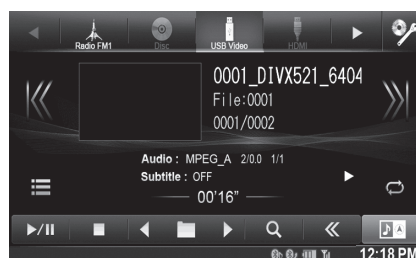 Radio FM1 Disc USB Video HDMI
0001_DIVX521_6404
File:0001
0001/0002
Audio : MPEG_A 2/0.0 1/1
Subtitle : OFF
00'16"
12:18 PM